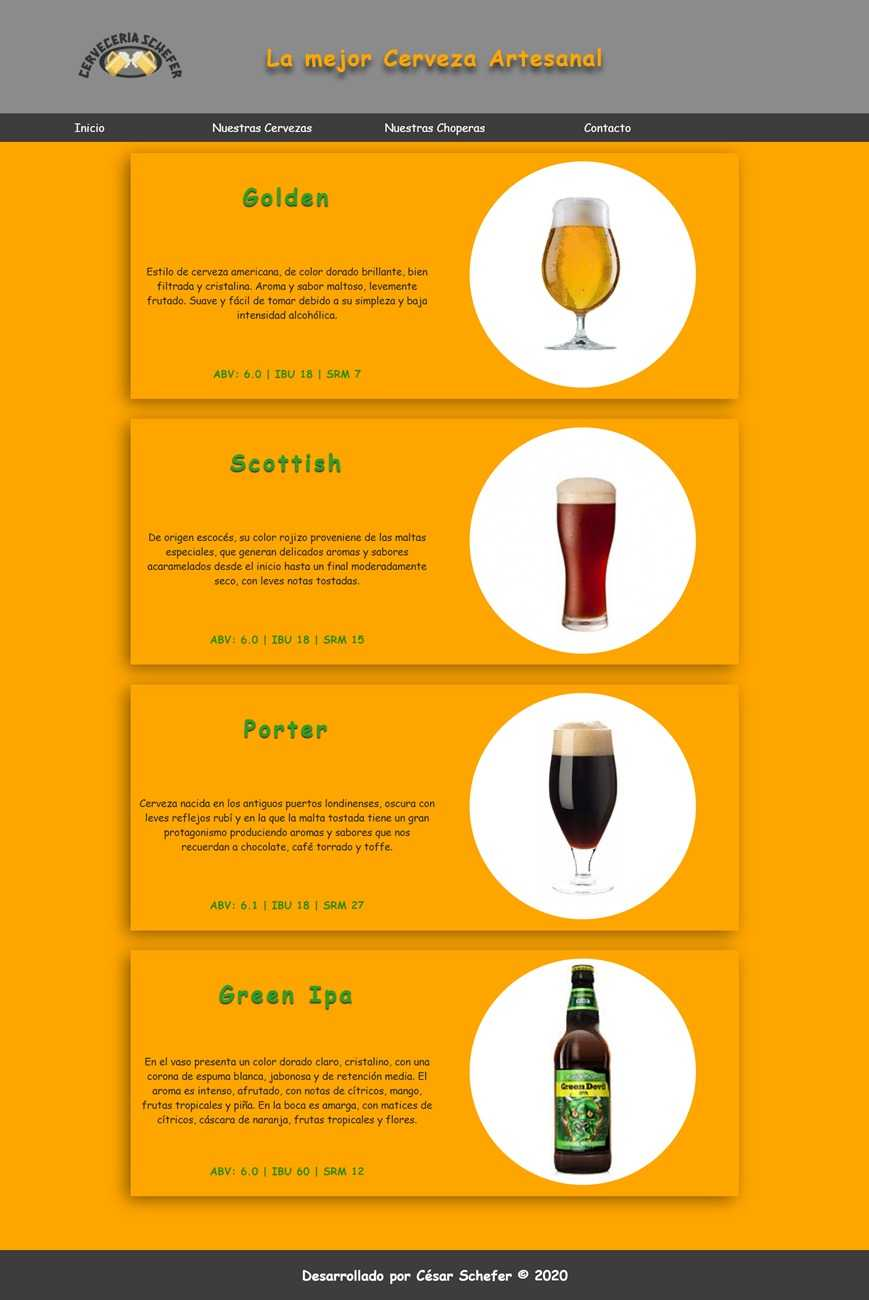 CERVECERIA SCHEFER
La mejor Cerveza Artesanal
Inicio
Nuestras Cervezas
Nuestras Choperas
Contacto
Golden
Estilo de cerveza americana, de color dorado brillante, bien
filtrada y cristalina. Aroma y sabor maltoso, levemente
frutado. Suave y fácil de tomar debido a su simpleza y baja
intensidad alcohólica.
ABV: 6.0 | IBU 18 | SRM 7
Scottish
De origen escocés, su color rojizo proveniene de las maltas
especiales, que generan delicados aromas y sabores
acaramelados desde el inicio hasta un final moderadamente
seco, con leves notas tostadas.
ABV: 6.0 | IBU 18 | SRM 15
Porter
Cerveza nacida en los antiguos puertos londinenses, oscura con
leves reflejos rubí y en la que la malta tostada tiene un gran
protagonismo produciendo aromas y sabores que nos
recuerdan a chocolate, café torrado y toffe.
ABV: 6.1 | IBU 18 | SRM 27
Green Ipa
En el vaso presenta un color dorado claro, cristalino, con una
corona de espuma blanca, jabonosa y de retención media. El
aroma es intenso, afrutado, con notas de cítricos, mango,
frutas tropicales y piña. En la boca es amarga, con matices de
cítricos, cáscara de naranja, frutas tropicales y flores.
ABV: 6.0 | IBU 60 | SRM 12
Green Devil
IPA
Desarrollado por César Schefer © 2020